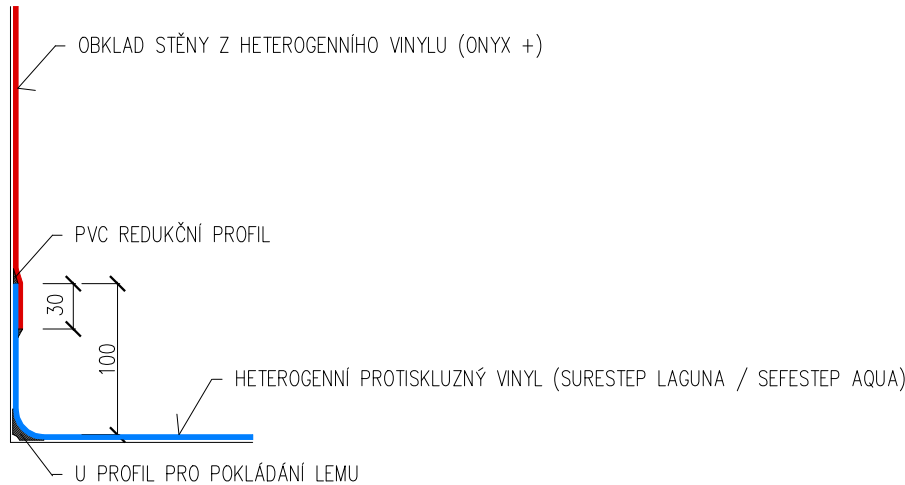 OBKLAD STĚNY Z HETEROGENNÍHO VINYLU (ONYX +)
PVC REDUKČNÍ PROFIL
30
100
HETEROGENNÍ PROTISKLUZNÝ VINYL (SURESTEP LAGUNA / SEFESTEP AQUA)
U PROFIL PRO POKLÁDÁNÍ LEMU